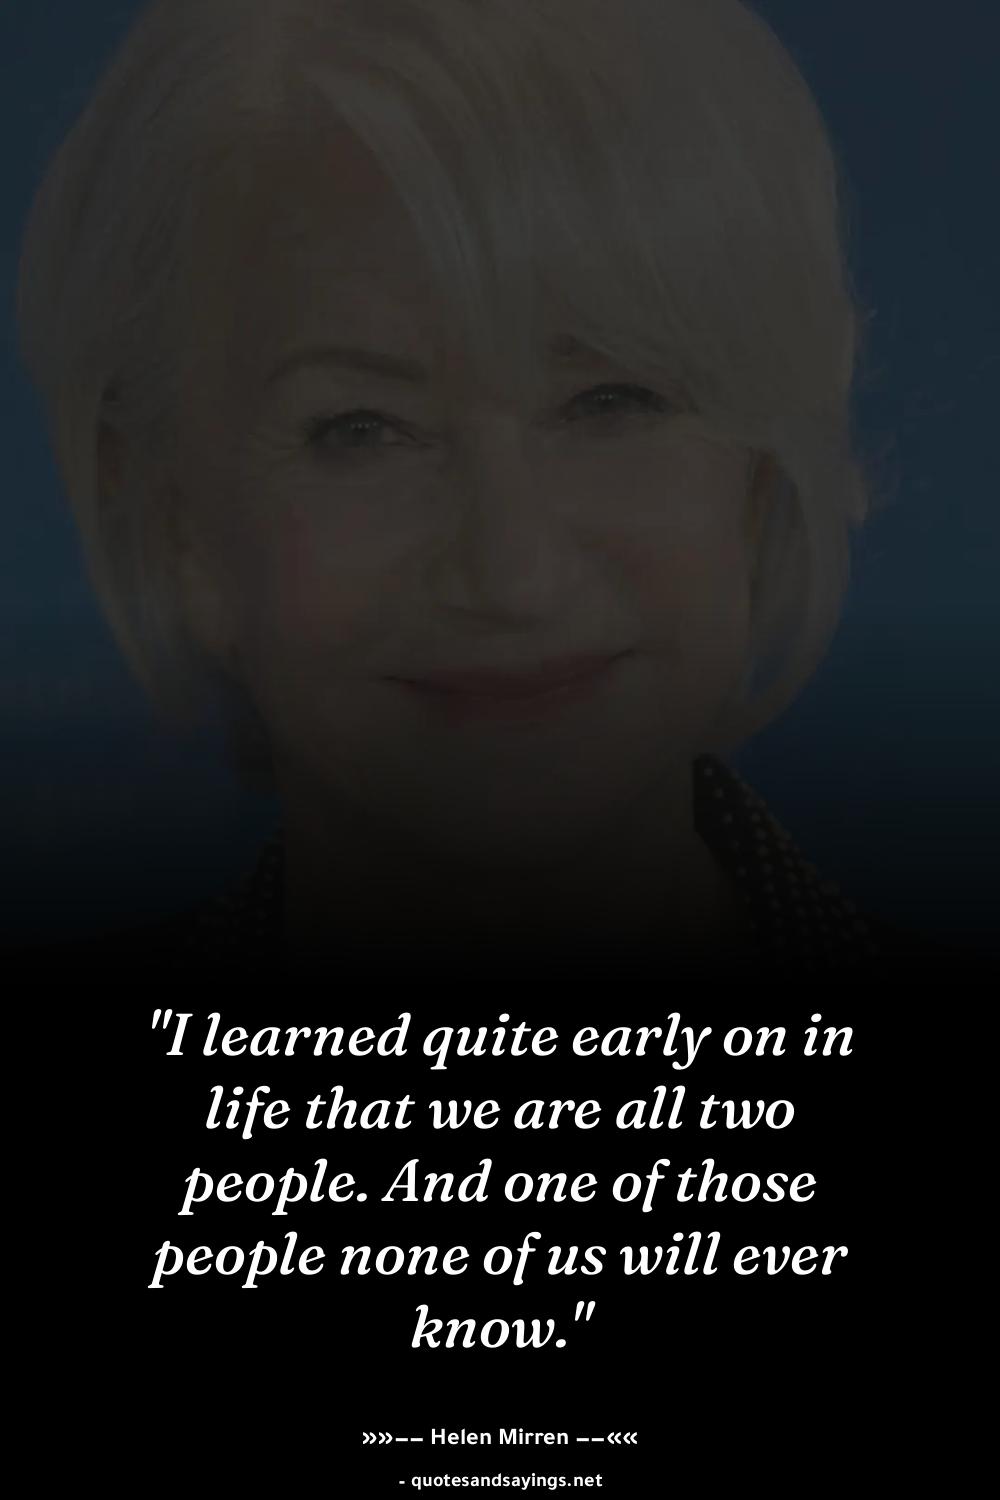 "I learned quite early on in
life that we are all two
people. And one of those
people none of us will ever
know."
»»–– Helen Mirren ––««
- quotesandsayings.net